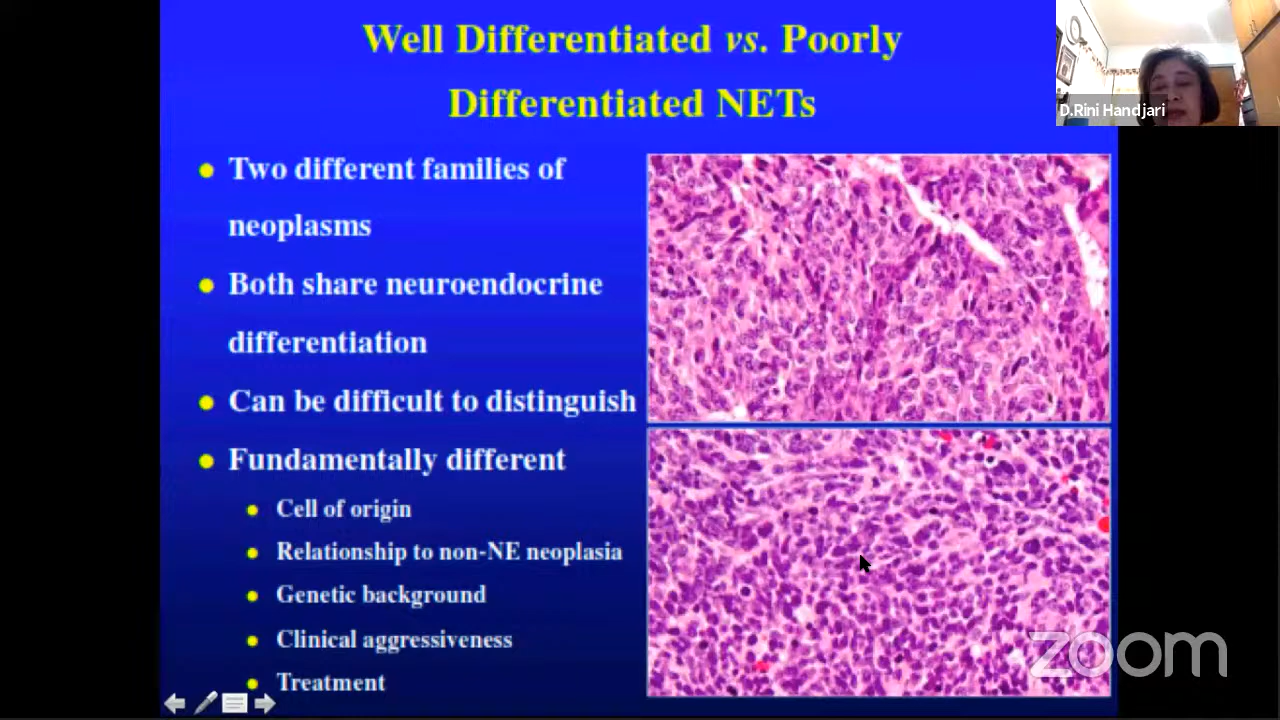 Well Differentiated vs. Poorly
Differentiated NETs
D.Rini Handjari
Two different families of
neoplasms
Both share neuroendocrine
differentiation
Can be difficult to distinguish
Fundamentally different
Cell of origin
Relationship to non-NE neoplasia
Genetic background
Clinical aggressiveness
Treatment
zoom